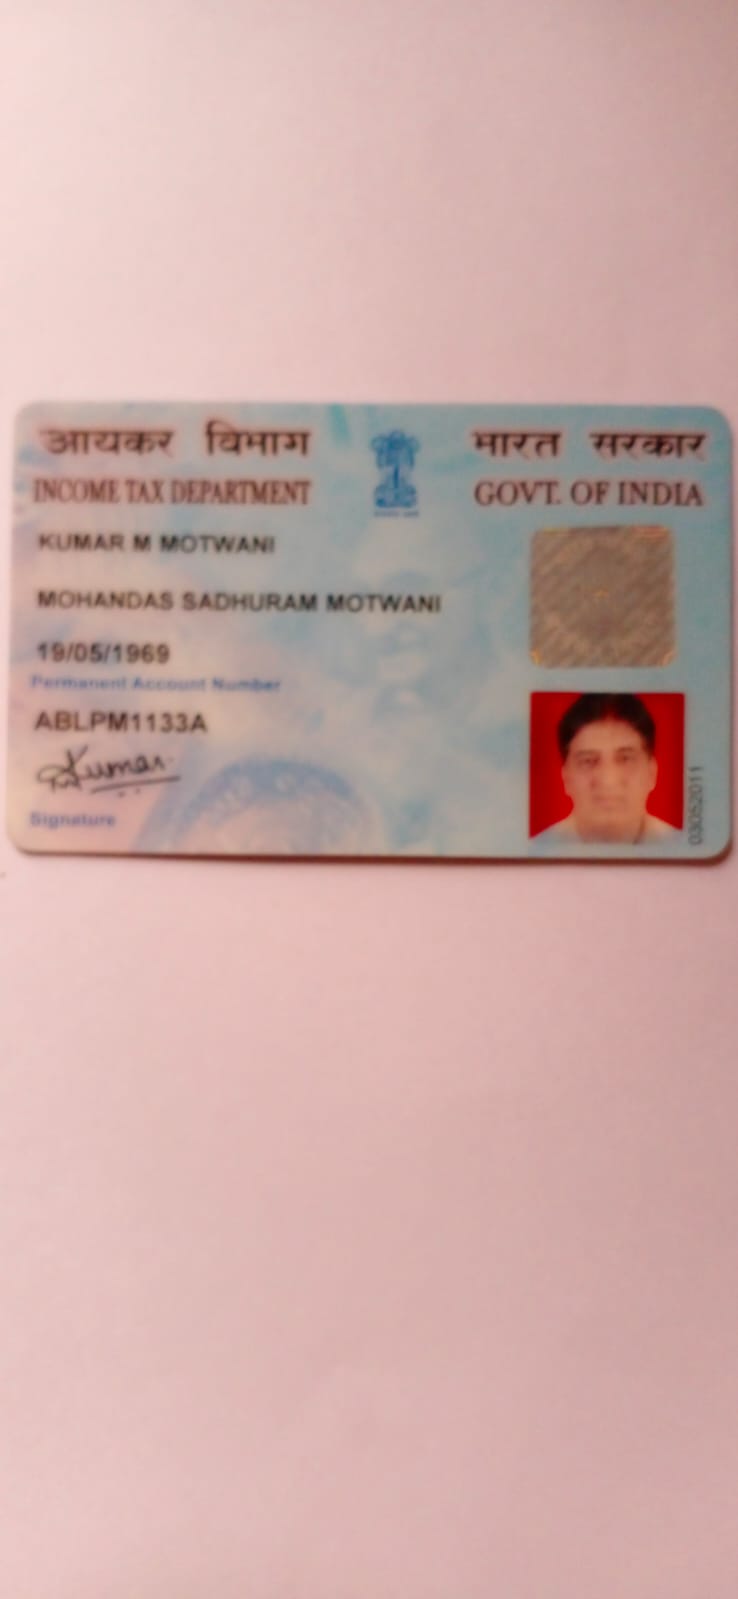 आयकर विभाग
भारत सरकार
INCOME TAX DEPARTMENT
GOVT. OF INDIA
KUMAR M MOTWANI
MOHANDAS SADHURAM MOTWANI
19/05/1969
Permanent Account Number
ABLPM1133A
Kumar
Signature
03052011